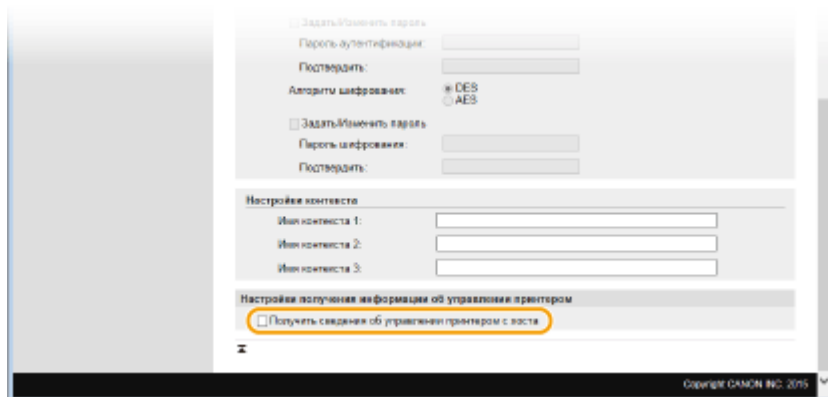 Задать/Изменить пароль
Пароль аутентификации:
Подтвердить:
Алгоритм шифрования:
DES
AES
Задать/Изменить пароль
Пароль шифрования:
Подтвердить:
Настройки контекста
Имя контекста 1:
Имя контекста 2:
Имя контекста 3:
Настройки получения информации об управлении принтером
Получить сведения об управлении принтером с хоста
Copyright CANON INC. 2015